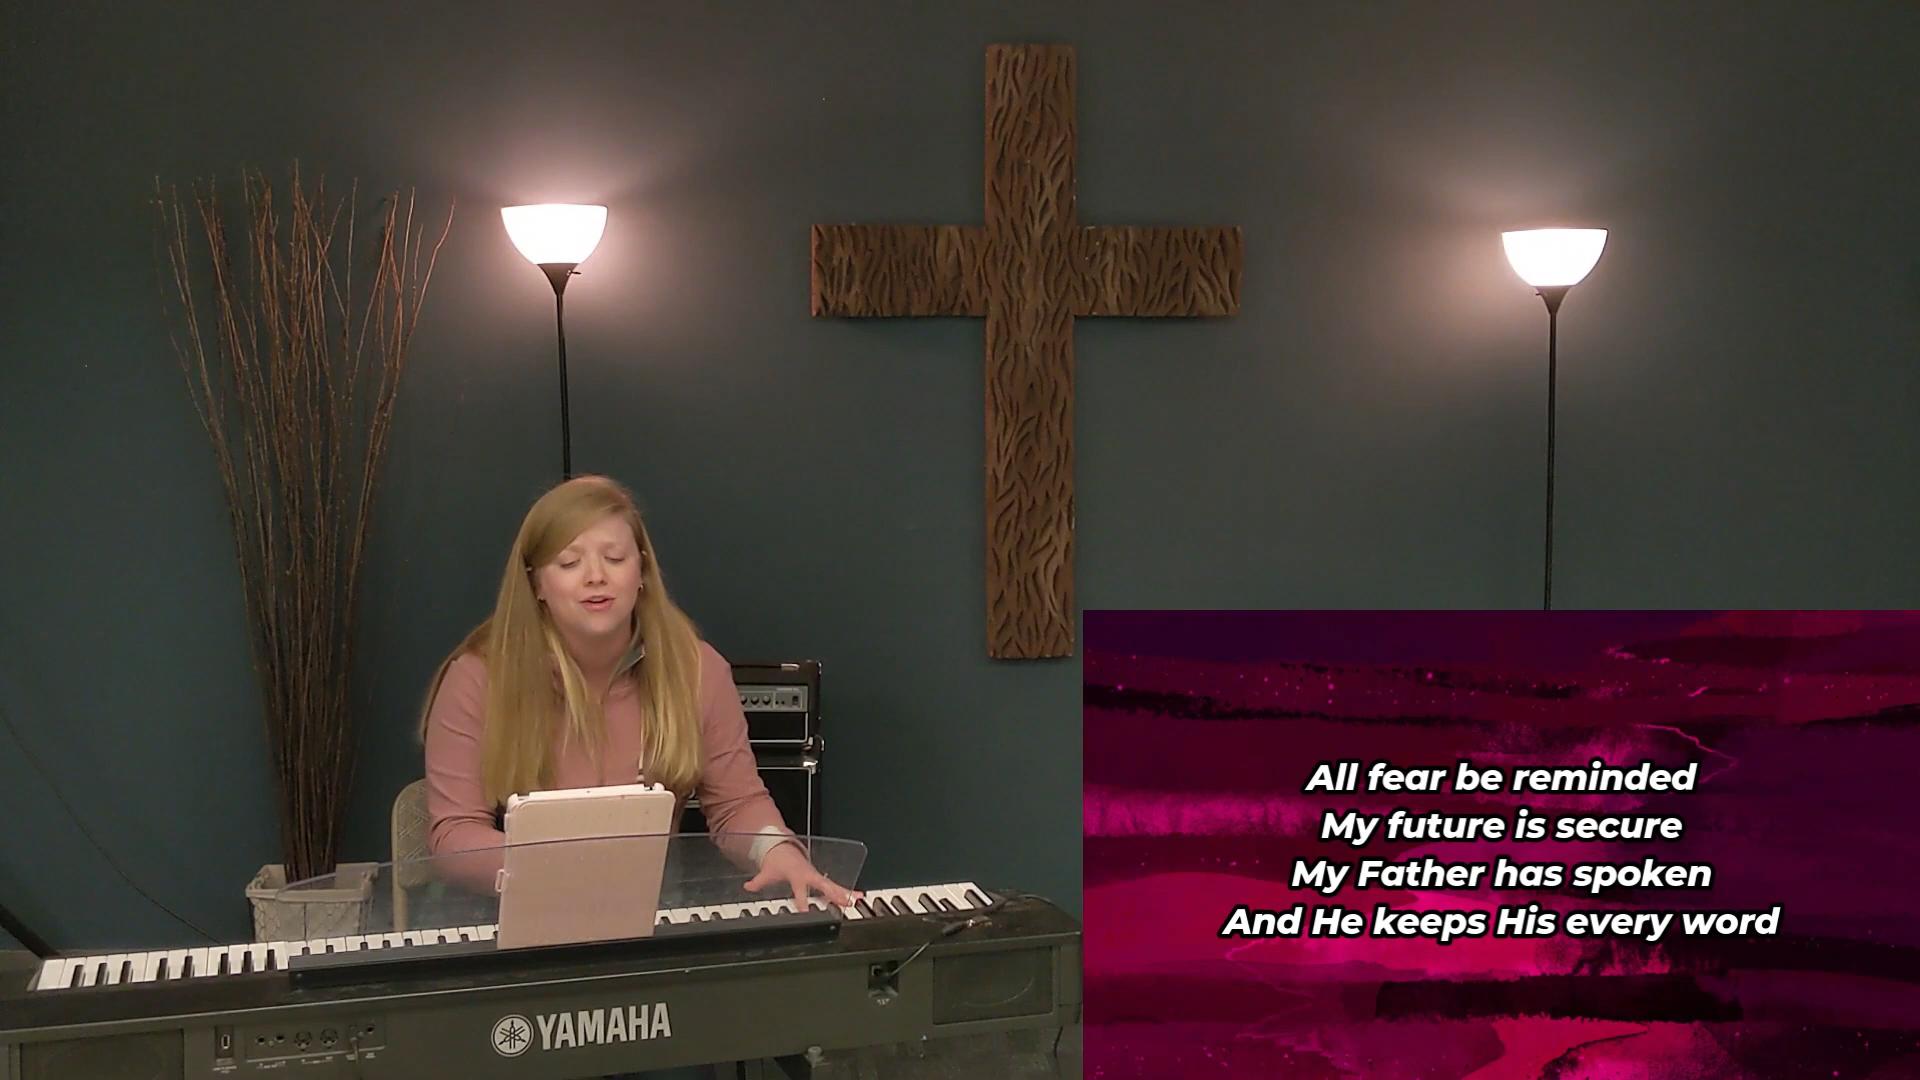 All fear be reminded
My future is secure
My Father has spoken
And He keeps His every word
YAMAHA